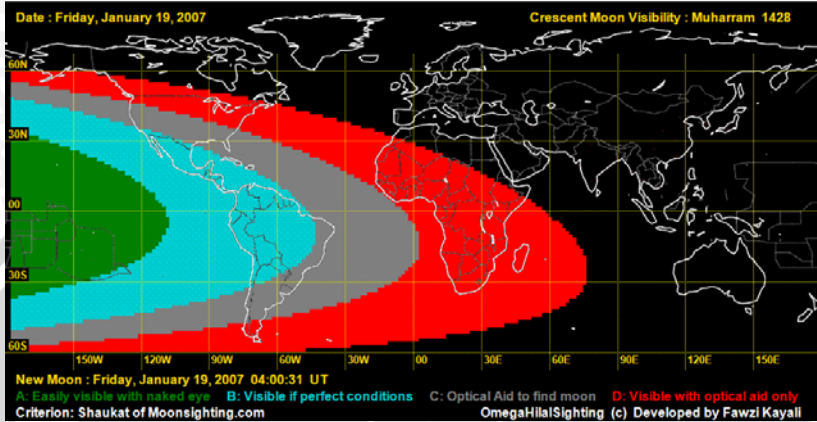 Date : Friday, January 19, 2007
Crescent Moon Visibility : Muharram 1428
60N
30N
00
30S
60S
150W 120W 90W 60W 30W 00 30E 60E 90E 120E 150E
New Moon : Friday, January 19, 2007 04:00:31 UT
A: Easily visible with naked eye B: Visible if perfect conditions C: Optical Aid to find moon D: Visible with optical aid only
Criterion: Shaukat of Moonsighting.com
OmegaHilalSighting (c) Developed by Fawzi Kayali